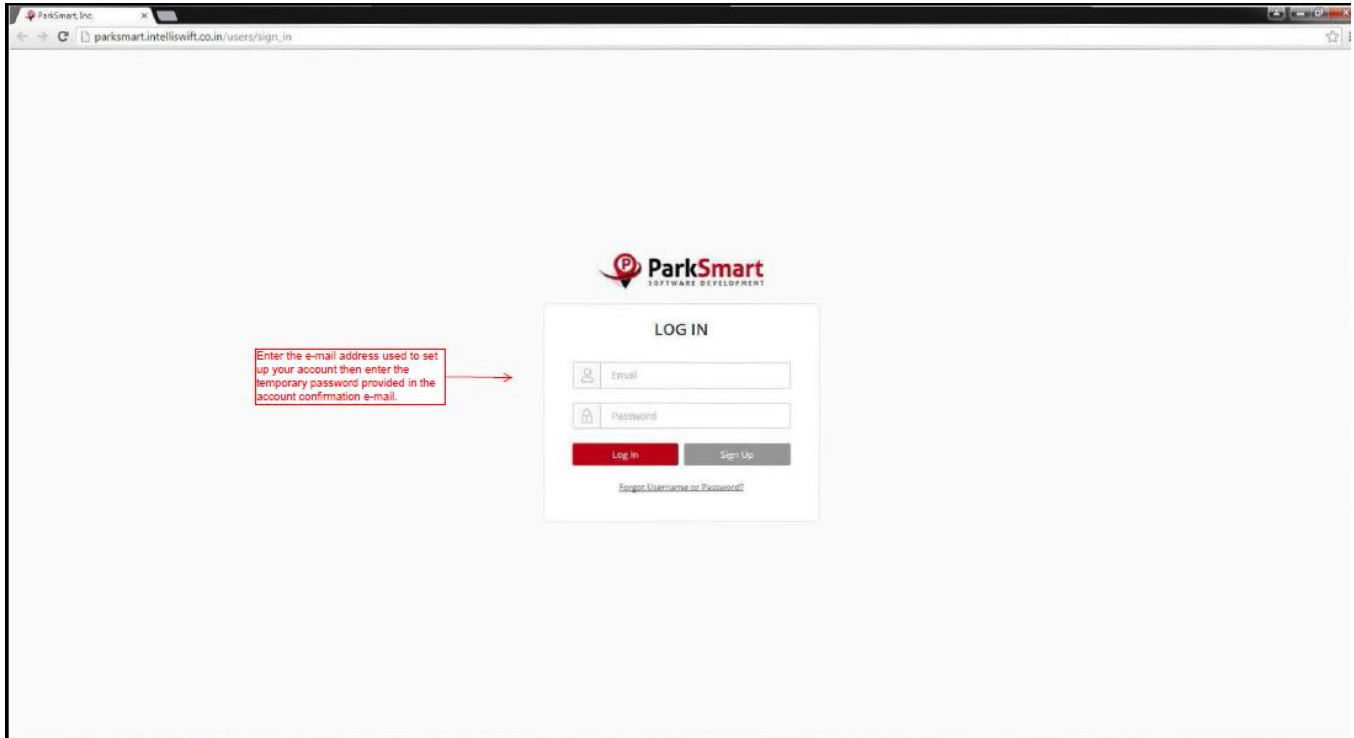 ParkSmart, Inc.
parksmart.intelliswift.co.in/users/sign_in
ParkSmart
SOFTWARE DEVELOPMENT
LOG IN
Enter the e-mail address used to set
up your account then enter the
temporary password provided in the
account confirmation e-mail.
Email
Password
Log In Sign Up
Forgot Username or Password?